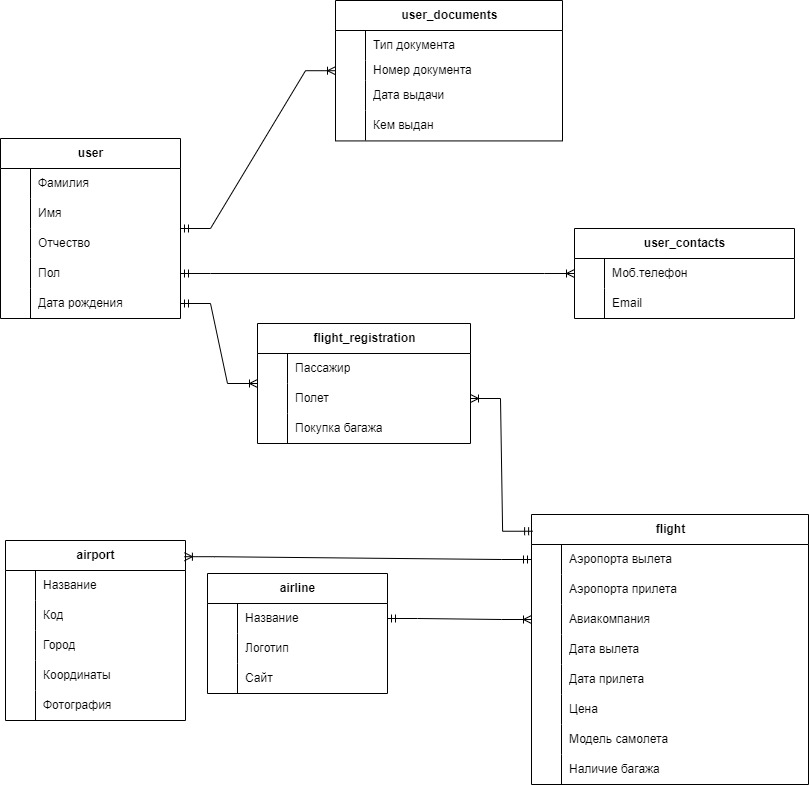 user_documents
Тип документа
Номер документа
Дата выдачи
Кем выдан
user
Фамилия
Имя
Отчество
Пол
Дата рождения
user_contacts
Моб.телефон
Email
flight_registration
Пассажир
Полет
Покупка багажа
flight
Аэропорта вылета
Аэропорта прилета
Авиакомпания
Дата вылета
Дата прилета
Цена
Модель самолета
Наличие багажа
airport
Название
Код
Город
Координаты
Фотография
airline
Название
Логотип
Сайт